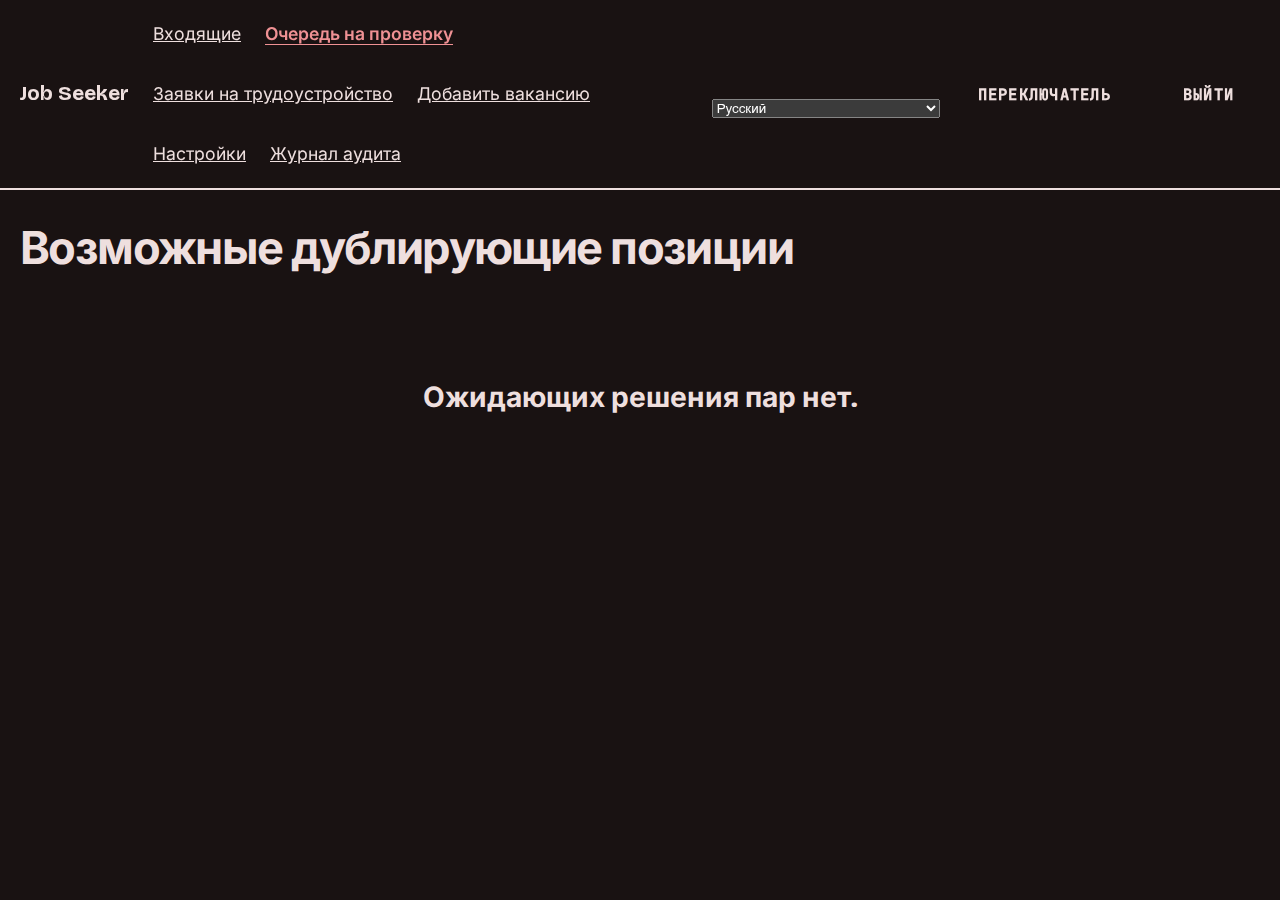 Входящие Очередь на проверку
Job Seeker Заявки на трудоустройство Добавить вакансию Русский ПЕРЕКЛЮЧАТЕЛЬ ВЫЙТИ
Настройки Журнал аудита
Возможные дублирующие позиции
Ожидающих решения пар нет.